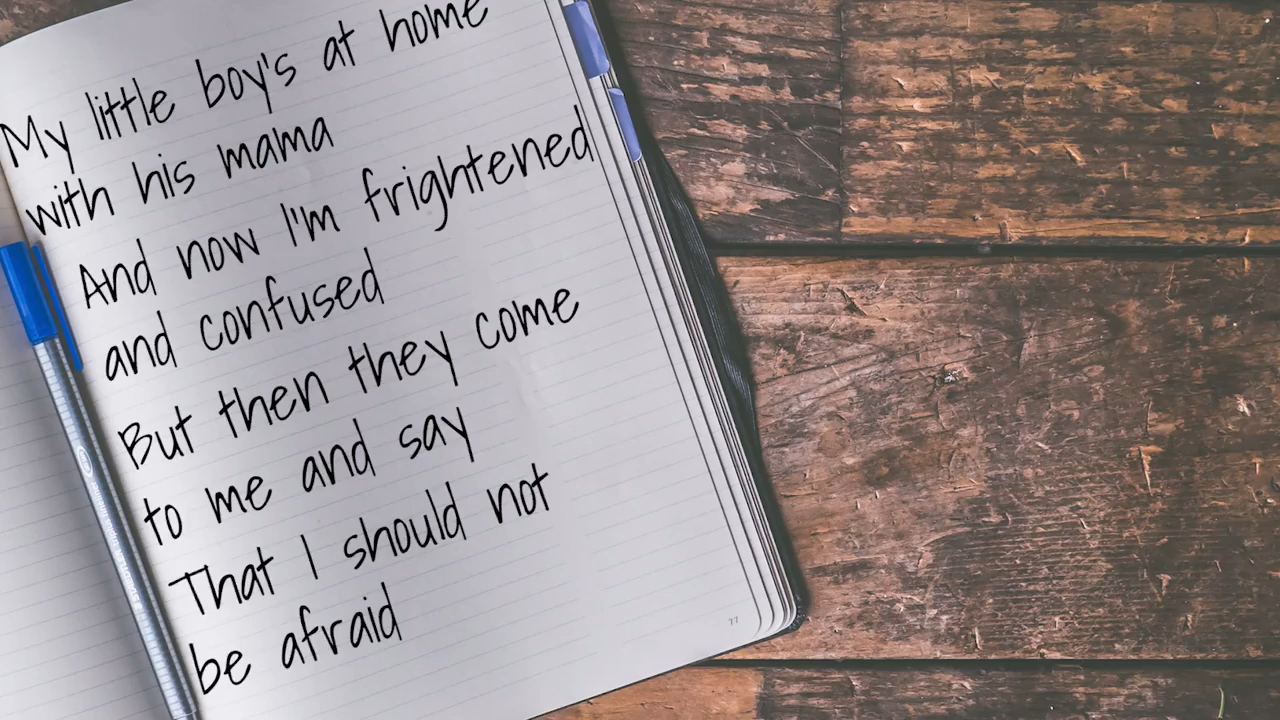 My little boy's at home
with his mama
And now I'm frightened
and confused
But then they come
to me and say
That I should not
be afraid
77